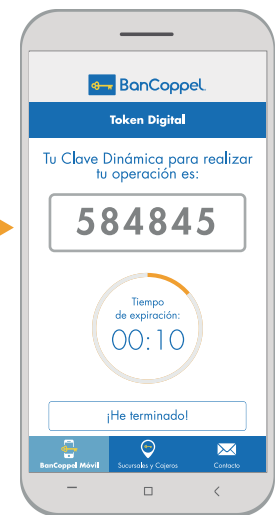 BanCoppel.
Token Digital
Tu Clave Dinámica para realizar
tu operación es:
584845
Tiempo
de expiración:
00:10
¡He terminado!
BanCoppel Móvil
Sucursales y Cajeros
Contacto